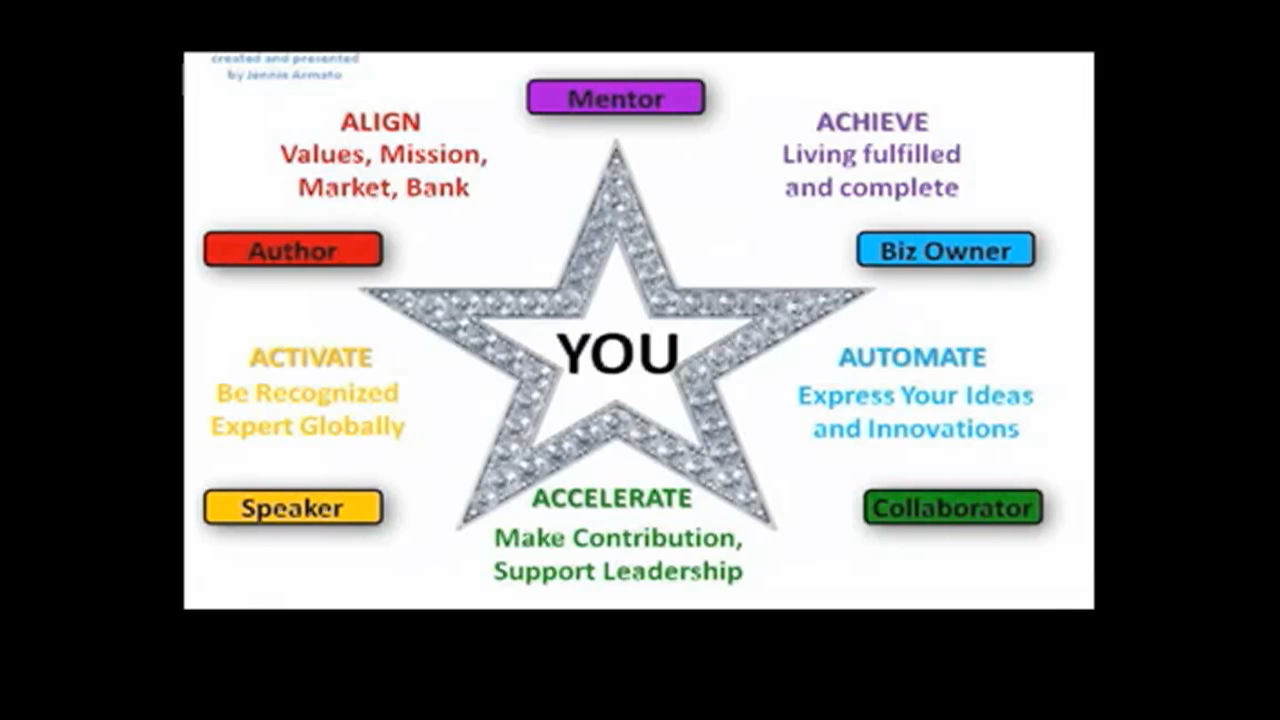 created and presented
by Jennie Armato
Mentor
ALIGN
Values, Mission,
Market, Bank
ACHIEVE
Living fulfilled
and complete
Author
Biz Owner
YOU
ACTIVATE
Be Recognized
Expert Globally
AUTOMATE
Express Your Ideas
and Innovations
Speaker
ACCELERATE
Make Contribution,
Support Leadership
Collaborator